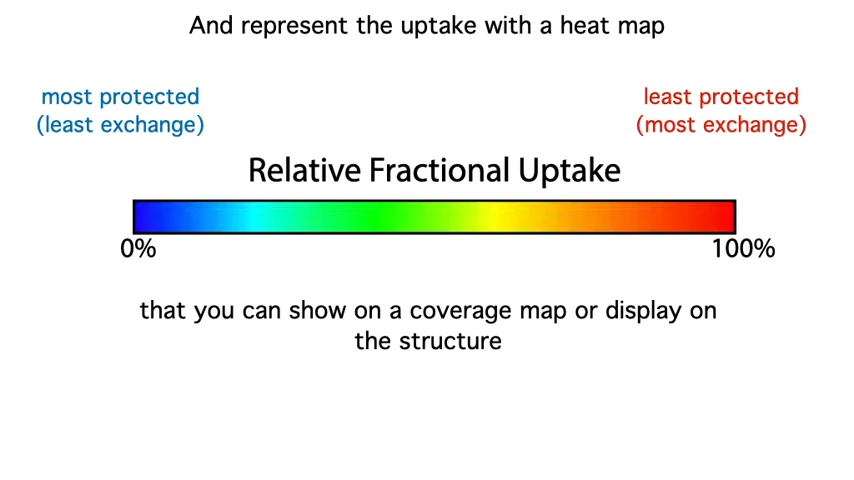 And represent the uptake with a heat map
most protected
(least exchange)
least protected
(most exchange)
Relative Fractional Uptake
0%
100%
that you can show on a coverage map or display on
the structure